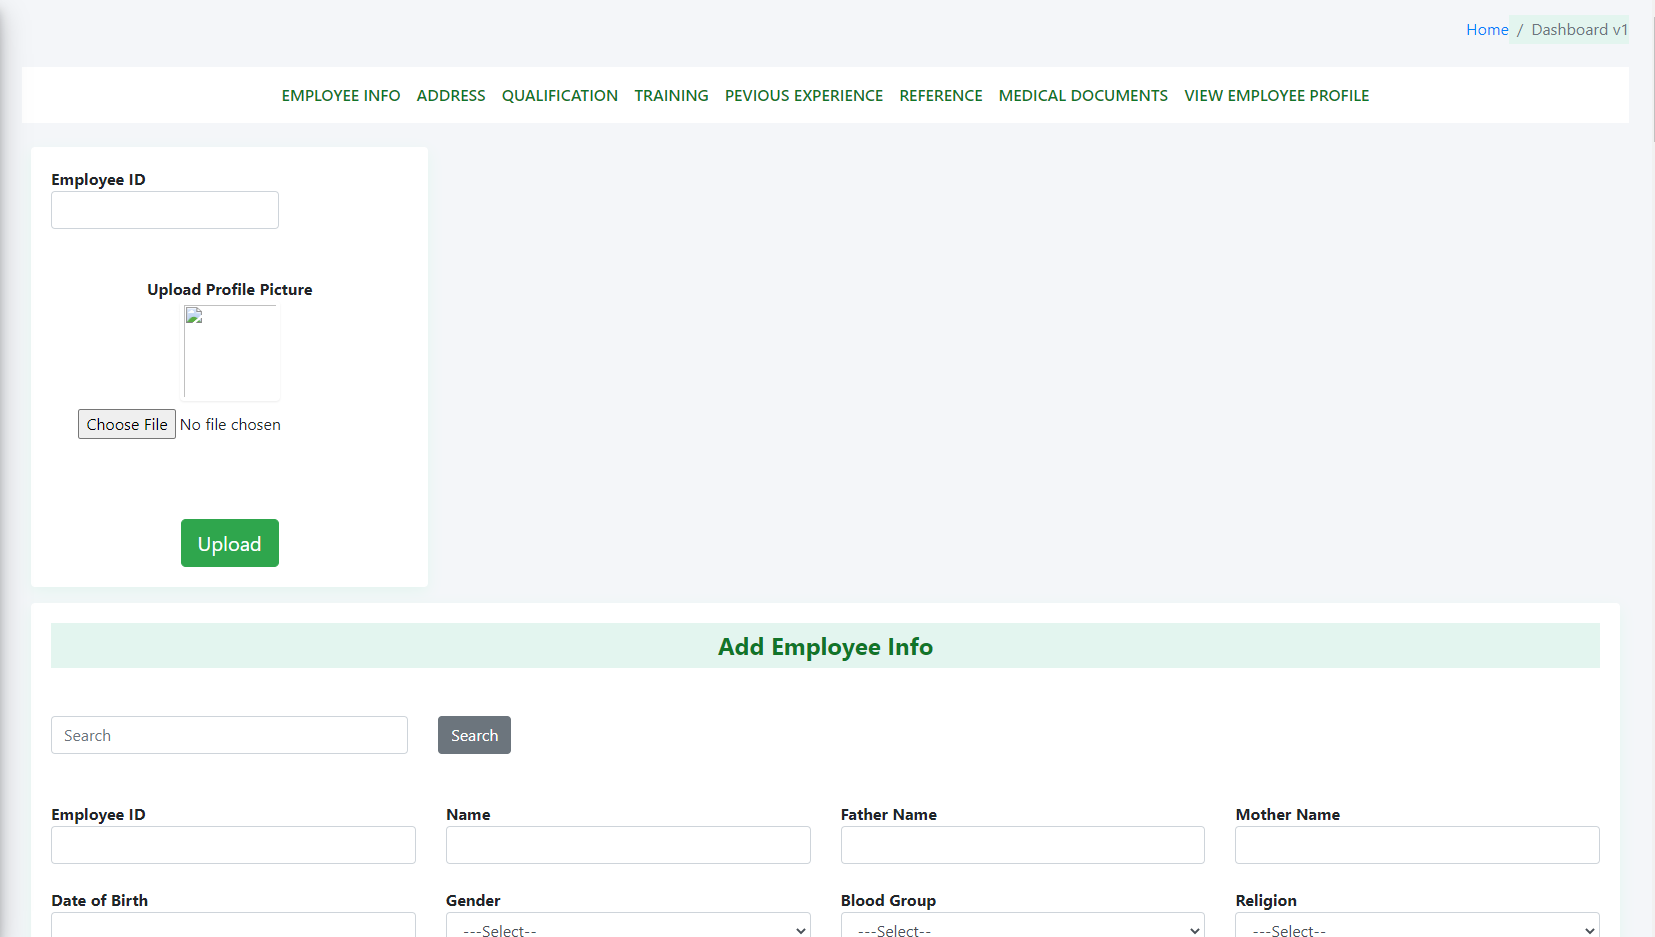 Home / Dashboard v1
EMPLOYEE INFO ADDRESS QUALIFICATION TRAINING PEVIOUS EXPERIENCE REFERENCE MEDICAL DOCUMENTS VIEW EMPLOYEE PROFILE
Employee ID
Upload Profile Picture
Choose File No file chosen
Upload
Add Employee Info
Search Search
Employee ID Name Father Name Mother Name
Date of Birth Gender Blood Group Religion
---Select-- ---Select-- ---Select--